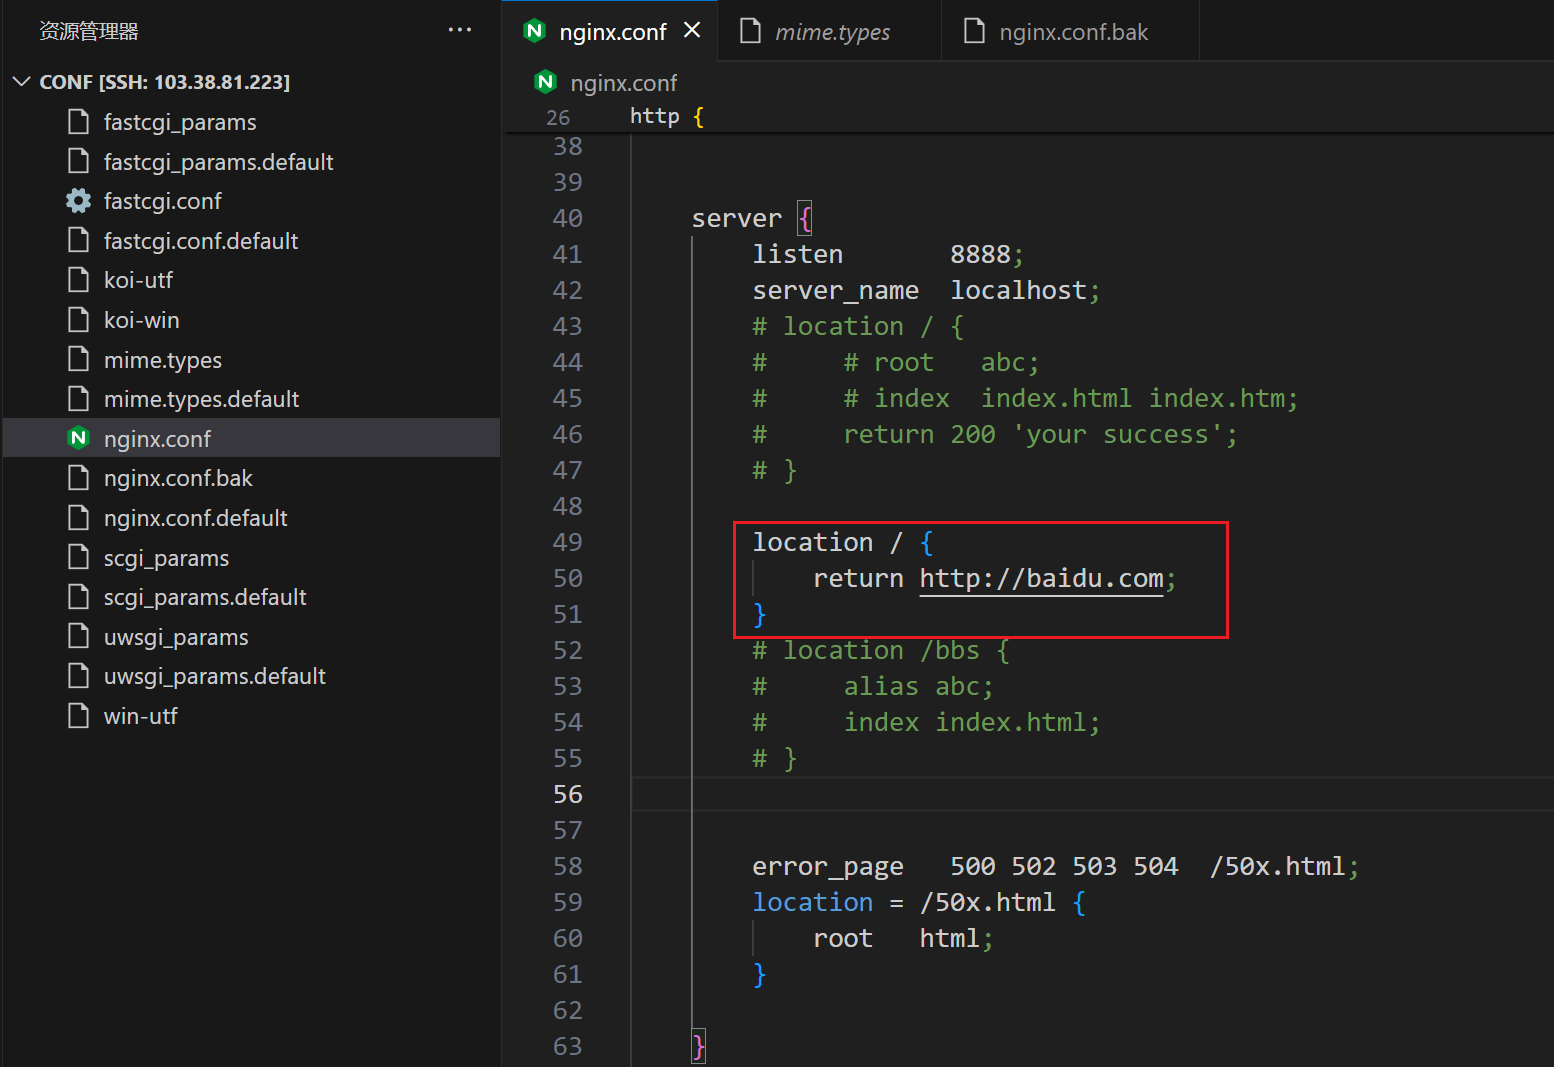 资源管理器
···
CONF [SSH: 103.38.81.223]
fastcgi_params
fastcgi_params.default
fastcgi.conf
fastcgi.conf.default
koi-utf
koi-win
mime.types
mime.types.default
nginx.conf
nginx.conf.bak
nginx.conf.default
scgi_params
scgi_params.default
uwsgi_params
uwsgi_params.default
win-utf
nginx.conf
mime.types
nginx.conf.bak
nginx.conf
26 http {
38
39
40 server {
41 listen 8888;
42 server_name localhost;
43 # location / {
44 # # root abc;
45 # # index index.html index.htm;
46 # return 200 'your success';
47 # }
48
49 location / {
50 return http://baidu.com;
51 }
52 # location /bbs {
53 # alias abc;
54 # index index.html;
55 # }
56
57
58 error_page 500 502 503 504 /50x.html;
59 location = /50x.html {
60 root html;
61 }
62
63 }